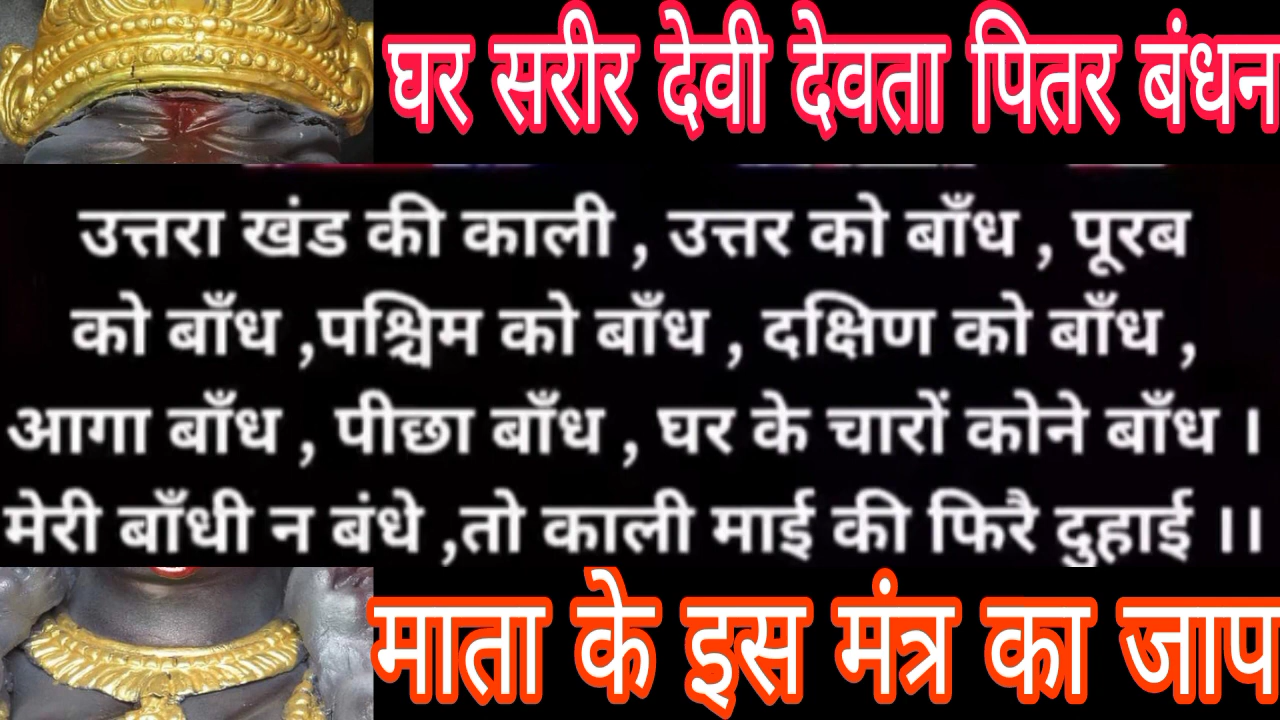 घर सरीर देवी देवता पितर बंधन
उत्तरा खंड की काली , उत्तर को बाँध , पूरब
को बाँध ,पश्चिम को बाँध , दक्षिण को बाँध ,
आगा बाँध , पीछा बाँध , घर के चारों कोने बाँध ।
मेरी बाँधी न बंधे ,तो काली माई की फिरै दुहाई ।।
माता के इस मंत्र का जाप